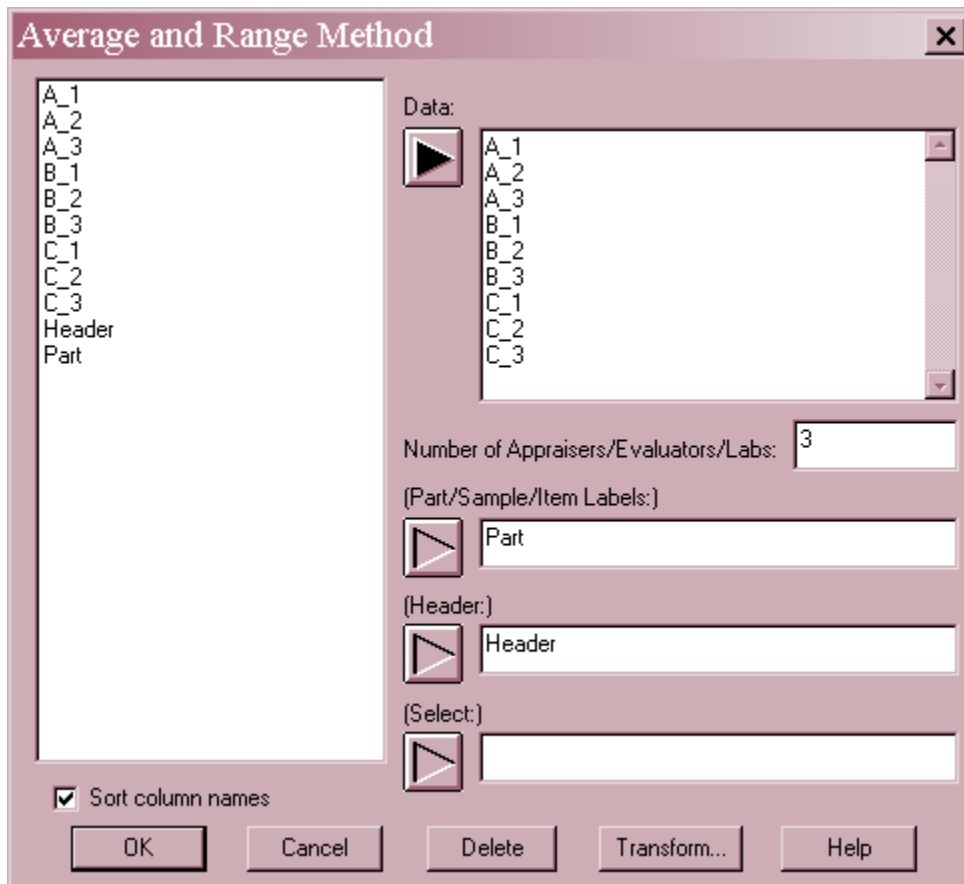 Average and Range Method
A_1
A_2
A_3
B_1
B_2
B_3
C_1
C_2
C_3
Header
Part
Sort column names
Data:
A_1
A_2
A_3
B_1
B_2
B_3
C_1
C_2
C_3
Number of Appraisers/Evaluators/Labs: 3
(Part/Sample/Item Labels:)
Part
(Header:)
Header
(Select:)
OK Cancel Delete Transform... Help